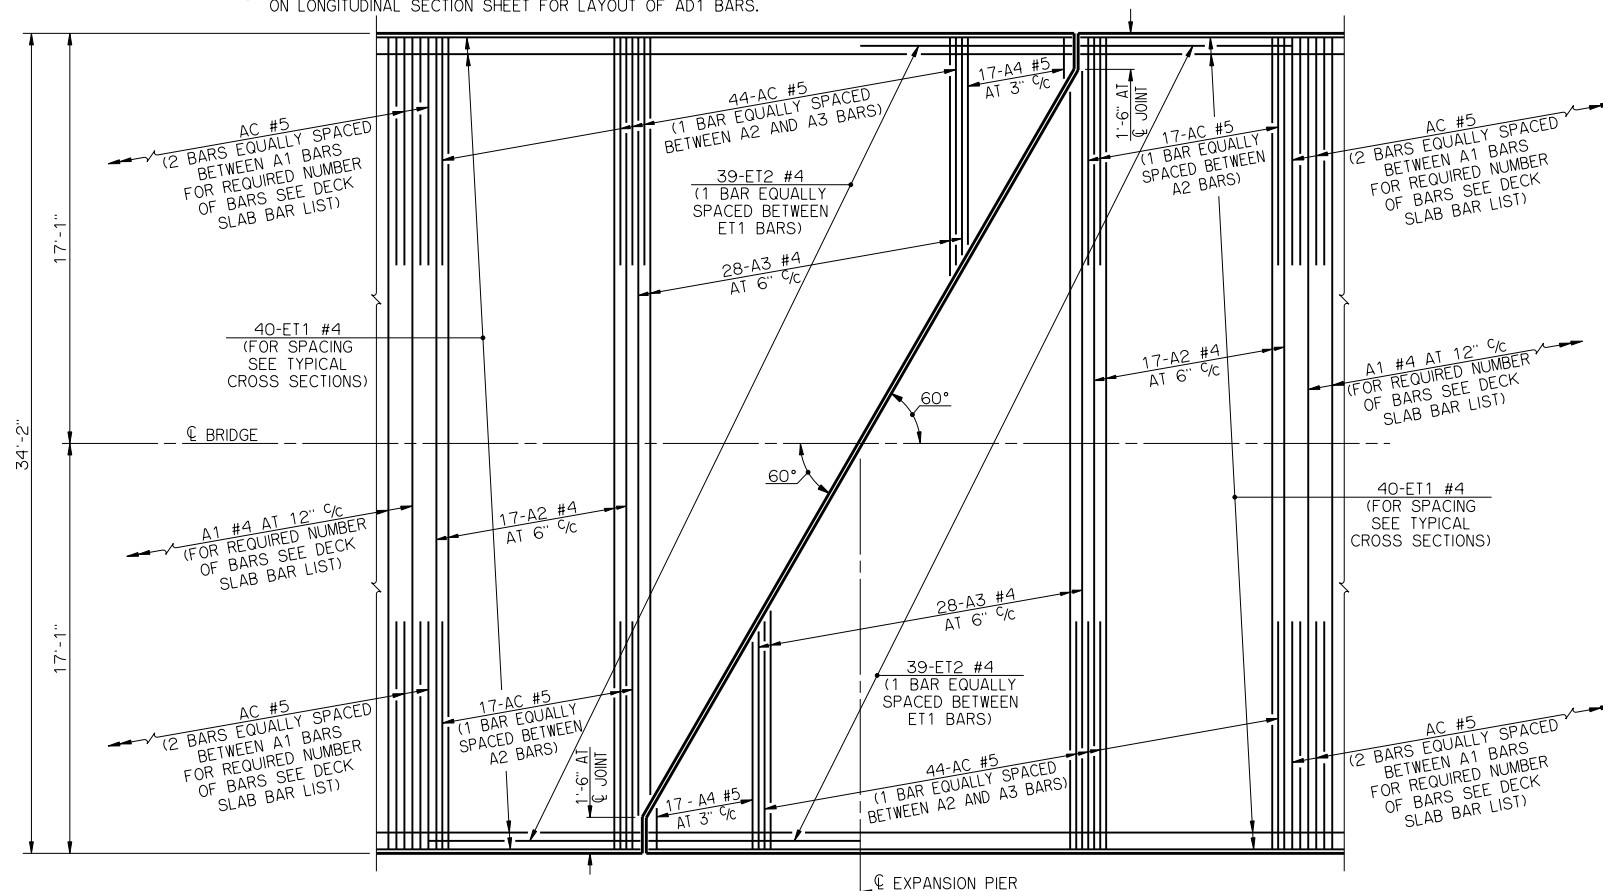 ON LONGITUDINAL SECTION SHEET FOR LAYOUT OF AD1 BARS.
AC #5
(2 BARS EQUALLY SPACED
BETWEEN A1 BARS
FOR REQUIRED NUMBER
OF BARS SEE DECK
SLAB BAR LIST)
44-AC #5
(1 BAR EQUALLY SPACED
BETWEEN A2 AND A3 BARS)
17-A4 #5
AT 3" C/C
1'-6" AT
℄ JOINT
17-AC #5
(1 BAR EQUALLY
SPACED BETWEEN
A2 BARS)
AC #5
(2 BARS EQUALLY SPACED
BETWEEN A1 BARS
FOR REQUIRED NUMBER
OF BARS SEE DECK
SLAB BAR LIST)
39-ET2 #4
(1 BAR EQUALLY
SPACED BETWEEN
ET1 BARS)
17'-1"
28-A3 #4
AT 6" C/C
40-ET1 #4
(FOR SPACING
SEE TYPICAL
CROSS SECTIONS)
17-A2 #4
AT 6" C/C
A1 #4 AT 12" C/C
(FOR REQUIRED NUMBER
OF BARS SEE DECK
SLAB BAR LIST)
60°
34'-2"
℄ BRIDGE
60°
A1 #4 AT 12" C/C
(FOR REQUIRED NUMBER
OF BARS SEE DECK
SLAB BAR LIST)
17-A2 #4
AT 6" C/C
40-ET1 #4
(FOR SPACING
SEE TYPICAL
CROSS SECTIONS)
28-A3 #4
AT 6" C/C
17'-1"
39-ET2 #4
(1 BAR EQUALLY
SPACED BETWEEN
ET1 BARS)
AC #5
(2 BARS EQUALLY SPACED
BETWEEN A1 BARS
FOR REQUIRED NUMBER
OF BARS SEE DECK
SLAB BAR LIST)
17-AC #5
(1 BAR EQUALLY
SPACED BETWEEN
A2 BARS)
1'-6" AT
℄ JOINT
17 - A4 #5
AT 3" C/C
44-AC #5
(1 BAR EQUALLY SPACED
BETWEEN A2 AND A3 BARS)
AC #5
(2 BARS EQUALLY SPACED
BETWEEN A1 BARS
FOR REQUIRED NUMBER
OF BARS SEE DECK
SLAB BAR LIST)
℄ EXPANSION PIER